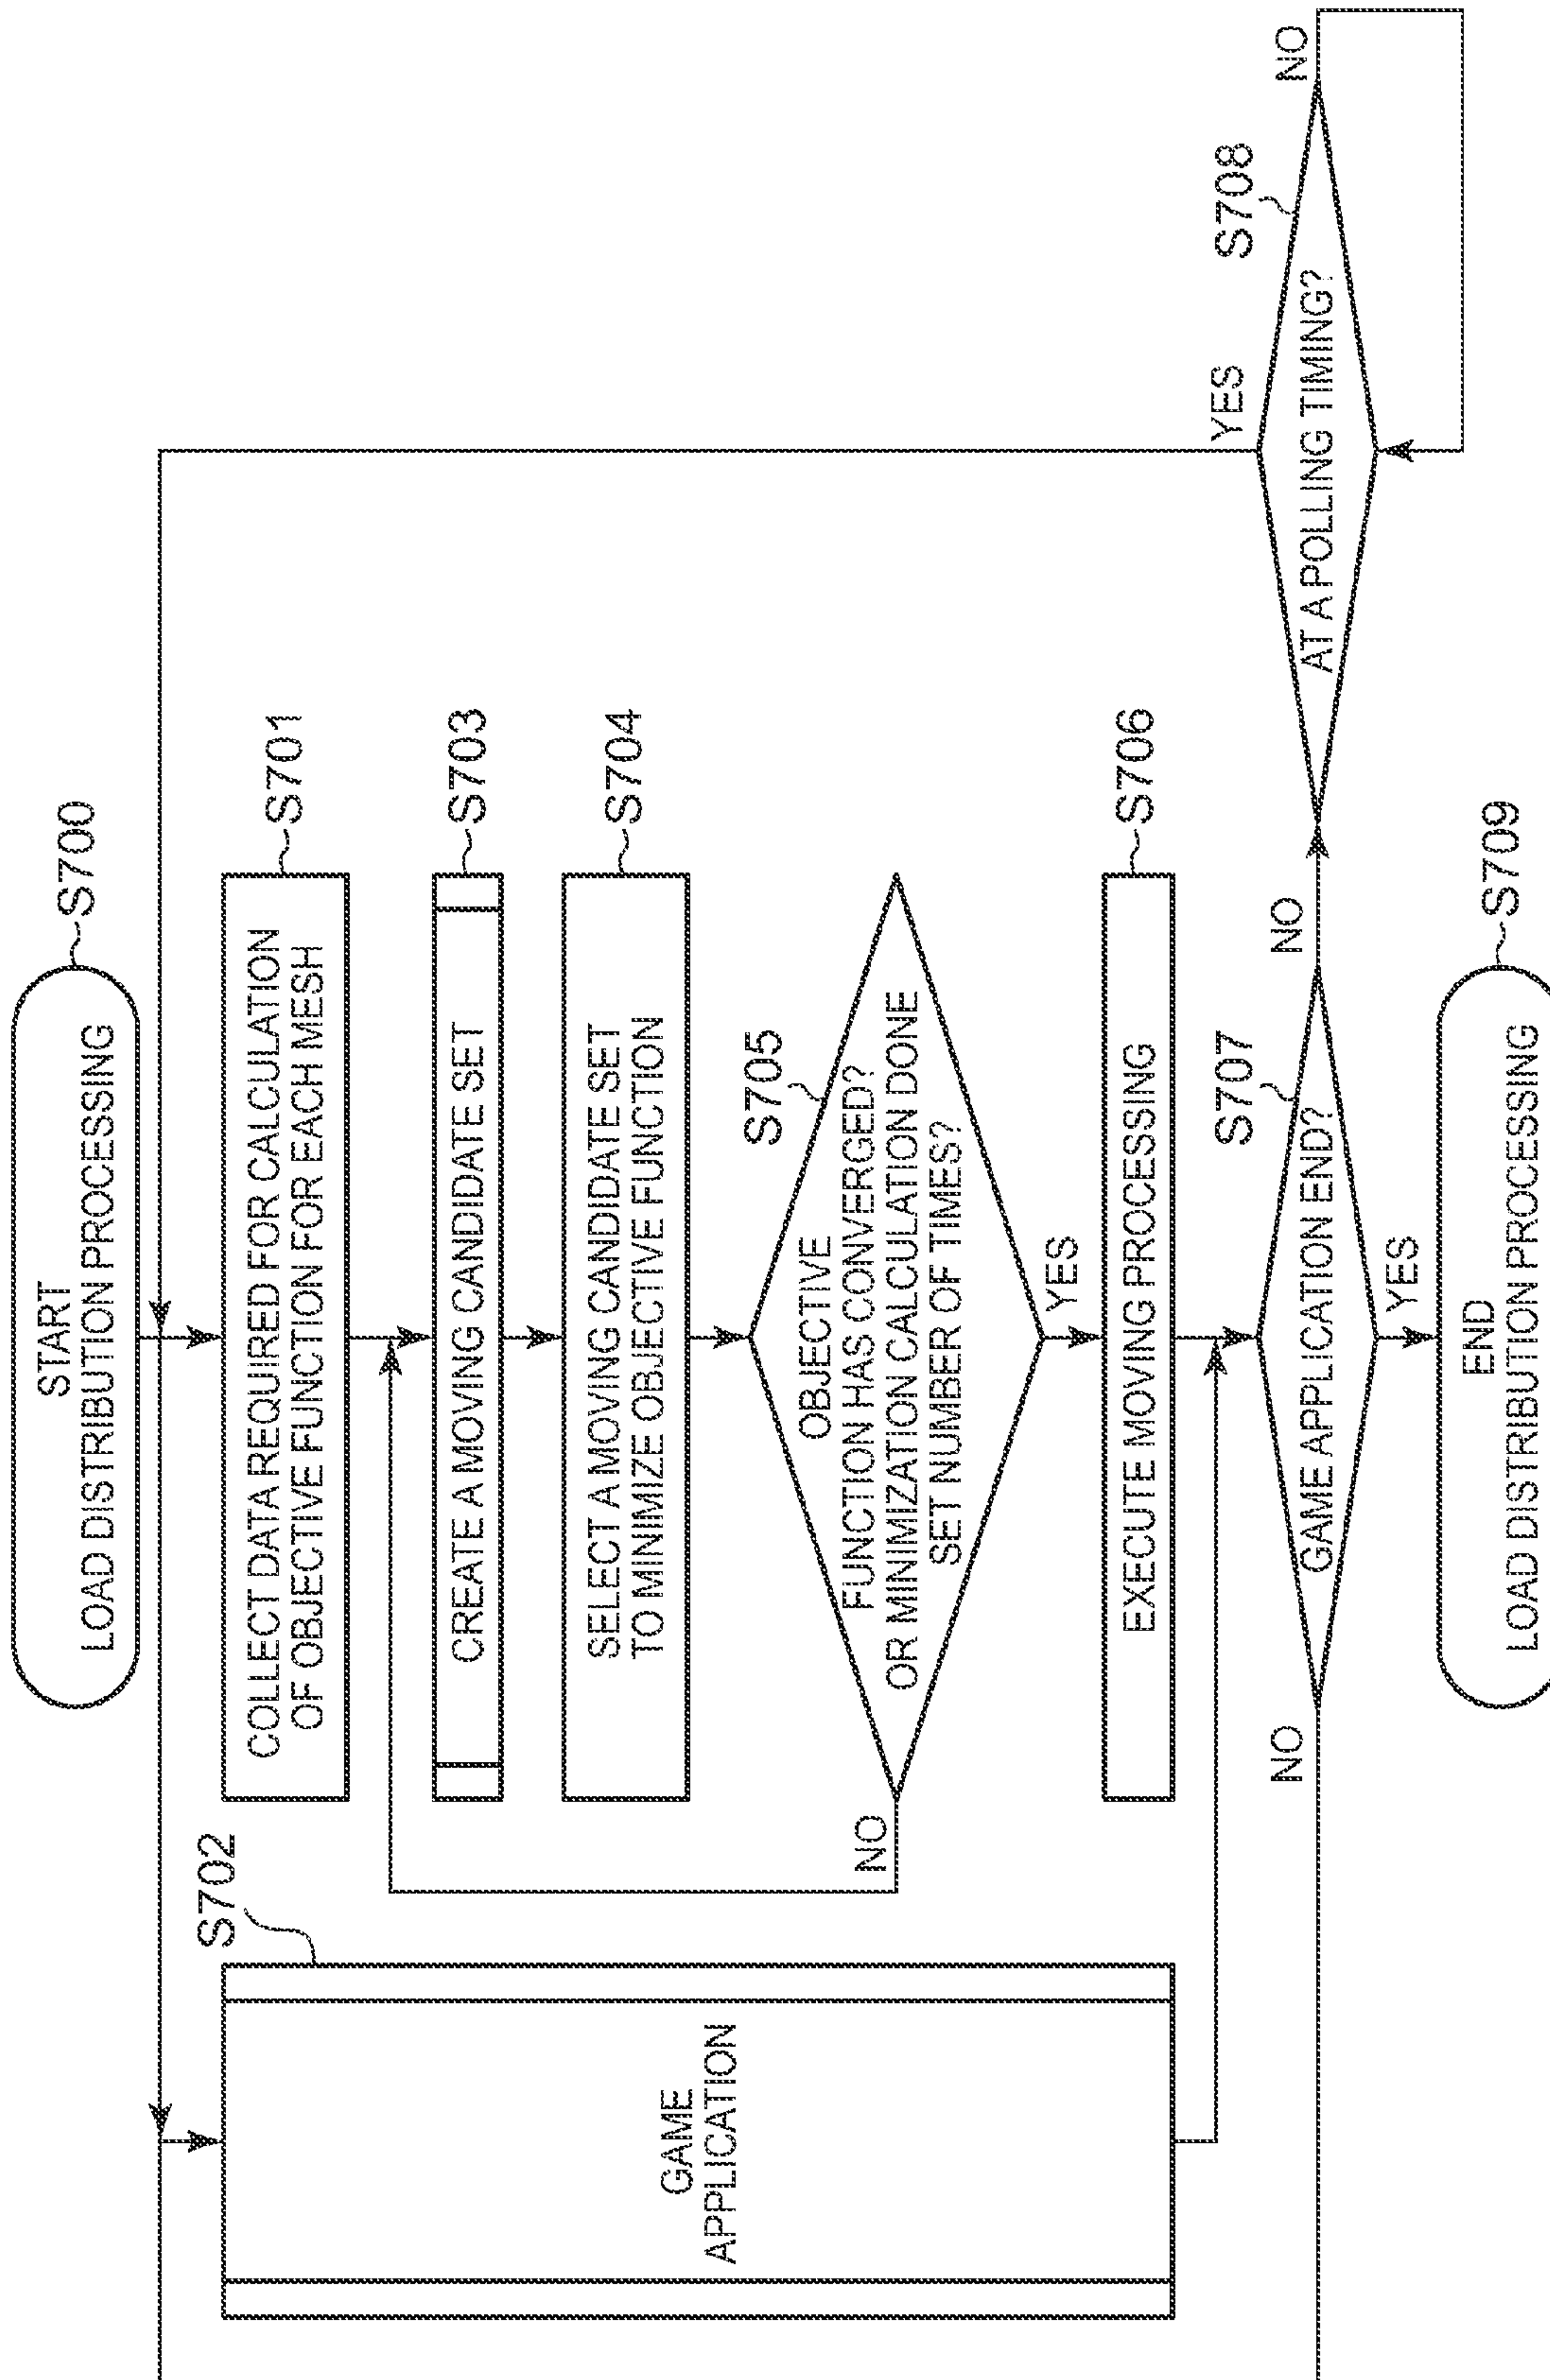 START
LOAD DISTRIBUTION PROCESSING
S700
COLLECT DATA REQUIRED FOR CALCULATION
OF OBJECTIVE FUNCTION FOR EACH MESH
S701
S702
GAME
APPLICATION
CREATE A MOVING CANDIDATE SET
S703
SELECT A MOVING CANDIDATE SET
TO MINIMIZE OBJECTIVE FUNCTION
S704
S705
OBJECTIVE
FUNCTION HAS CONVERGED?
OR MINIMIZATION CALCULATION DONE
SET NUMBER OF TIMES?
NO
YES
EXECUTE MOVING PROCESSING
S706
S707
GAME APPLICATION END?
NO
NO
YES
S708
AT A POLLING TIMING?
YES
NO
END
LOAD DISTRIBUTION PROCESSING
S709